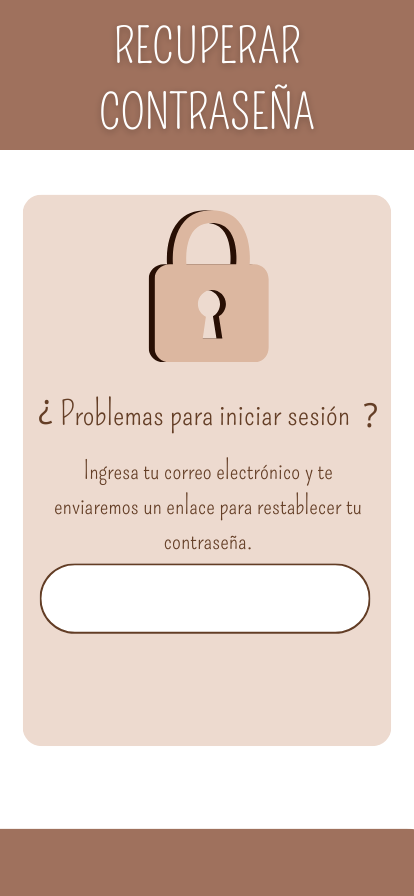 RECUPERAR
CONTRASEÑA
¿ Problemas para iniciar sesión ?
Ingresa tu correo electrónico y te
enviaremos un enlace para restablecer tu
contraseña.